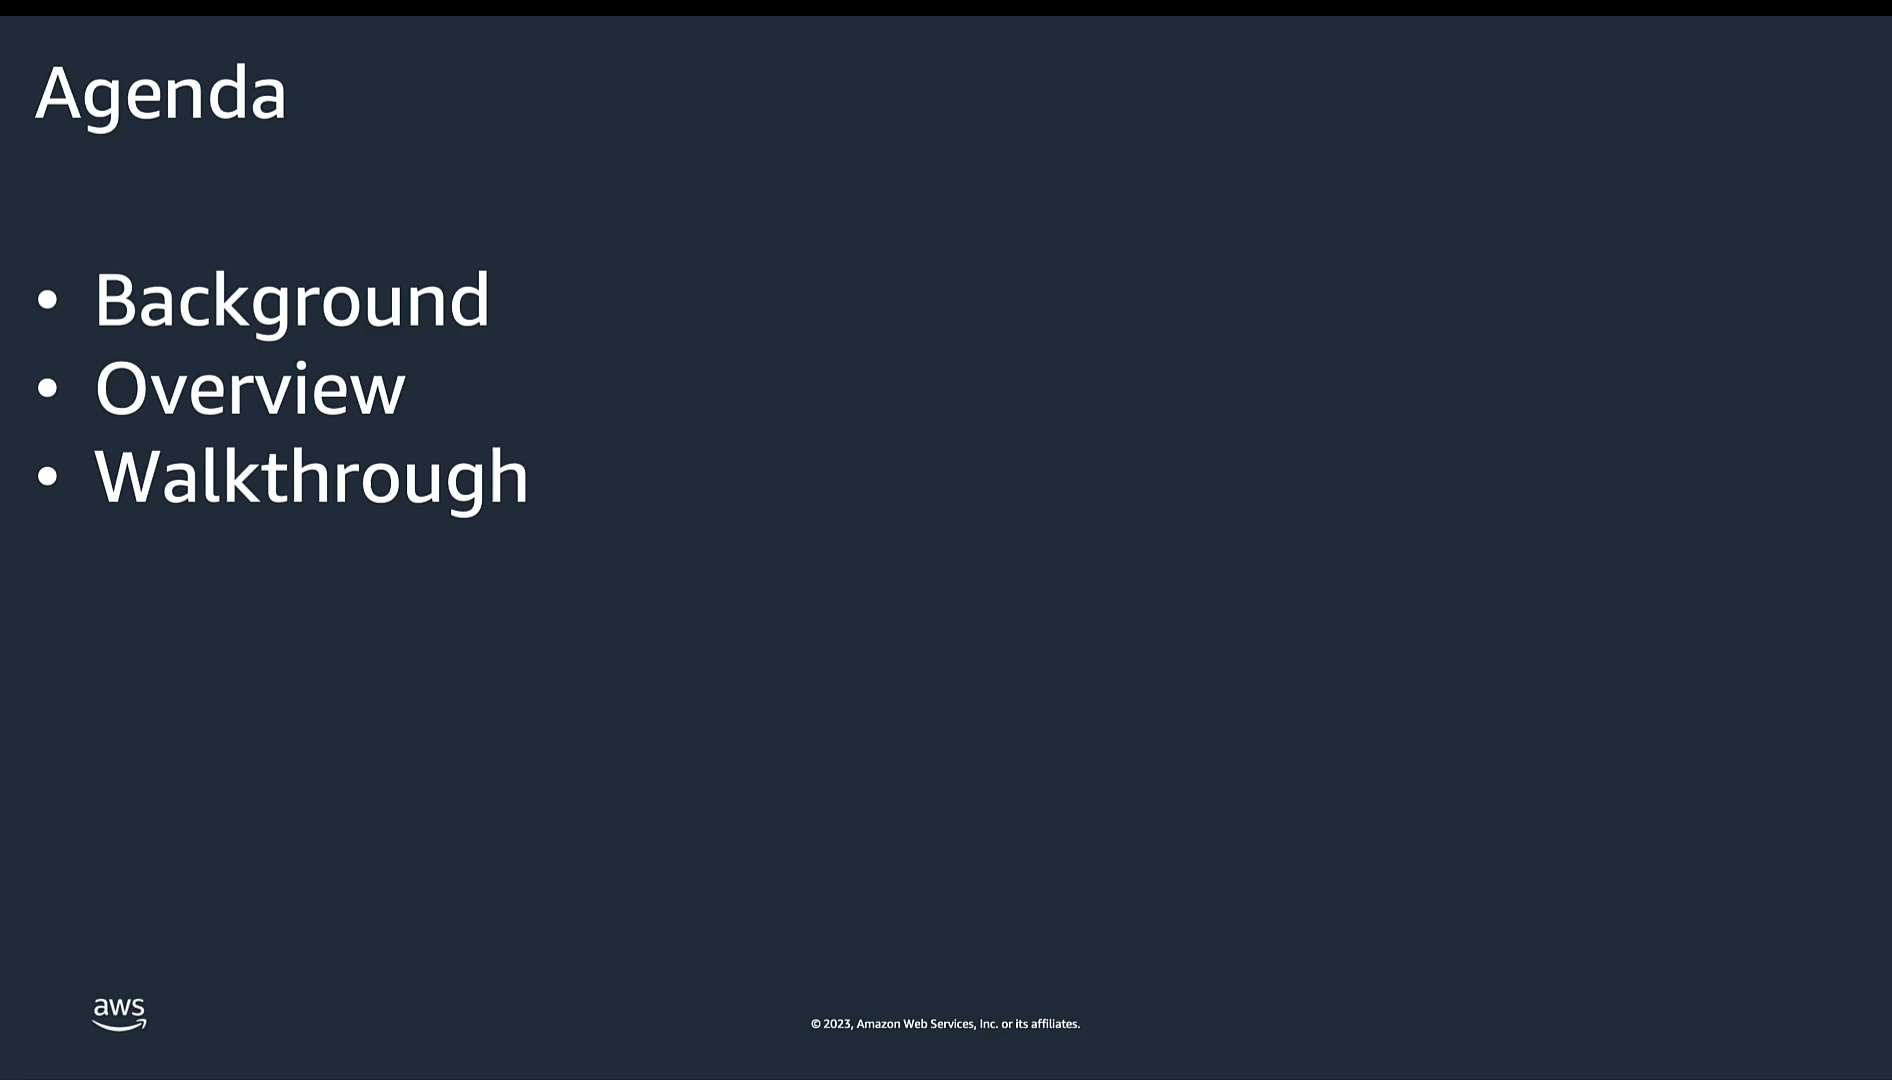 Agenda
• Background
• Overview
• Walkthrough
aws
© 2023, Amazon Web Services, Inc. or its affiliates.